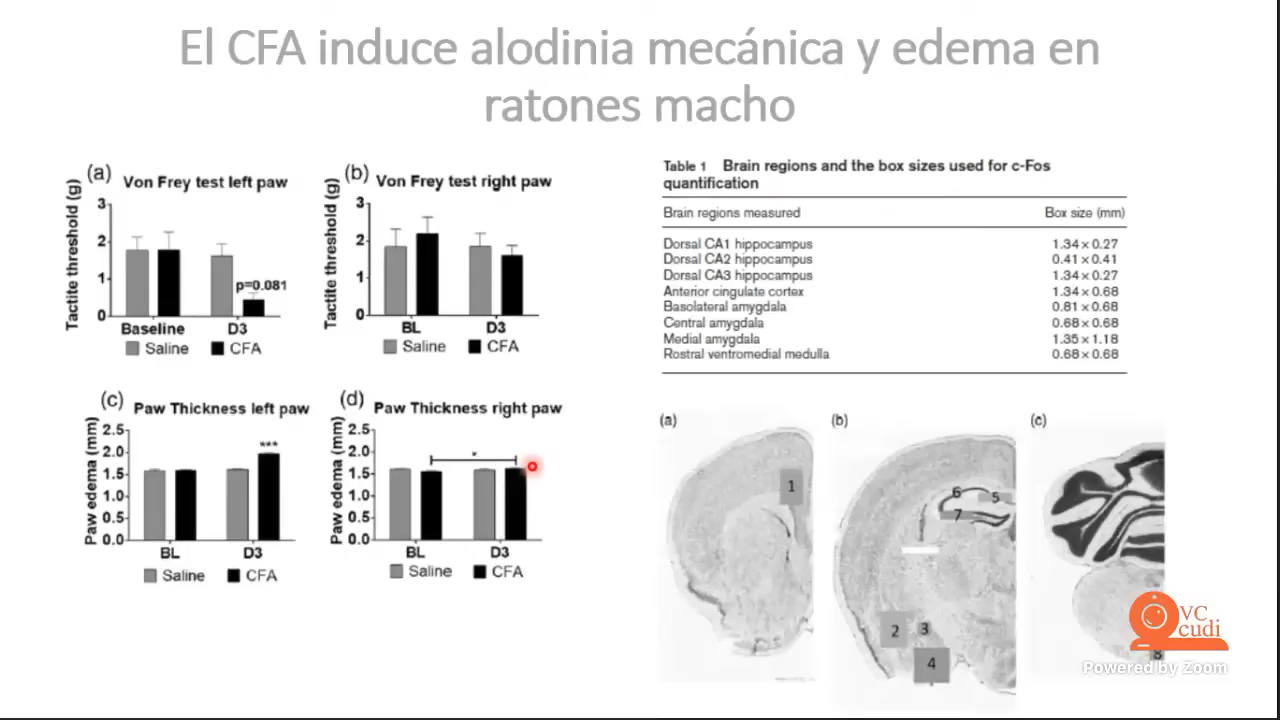 El CFA induce alodinia mecánica y edema en
ratones macho
(a)
Von Frey test left paw
Tactite threshold (g)
3
2
1
0
p=0.081
Baseline
D3
Saline
CFA
(b)
Von Frey test right paw
Tactite threshold (g)
3
2
1
0
BL
D3
Saline
CFA
(c)
Paw Thickness left paw
Paw edema (mm)
2.5
2.0
1.5
1.0
0.5
0.0
***
BL
D3
Saline
CFA
(d)
Paw Thickness right paw
Paw edema (mm)
2.5
2.0
1.5
1.0
0.5
0.0
*
BL
D3
Saline
CFA
Table 1 Brain regions and the box sizes used for c-Fos
quantification
Brain regions measured Box size (mm)
Dorsal CA1 hippocampus 1.34 × 0.27
Dorsal CA2 hippocampus 0.41 × 0.41
Dorsal CA3 hippocampus 1.34 × 0.27
Anterior cingulate cortex 1.34 × 0.68
Basolateral amygdala 0.81 × 0.68
Central amygdala 0.68 × 0.68
Medial amygdala 1.35 × 1.18
Rostral ventromedial medulla 0.68 × 0.68
(a)
1
(b)
6
5
7
2
3
4
(c)
8
VC
cudi
Powered by Zoom